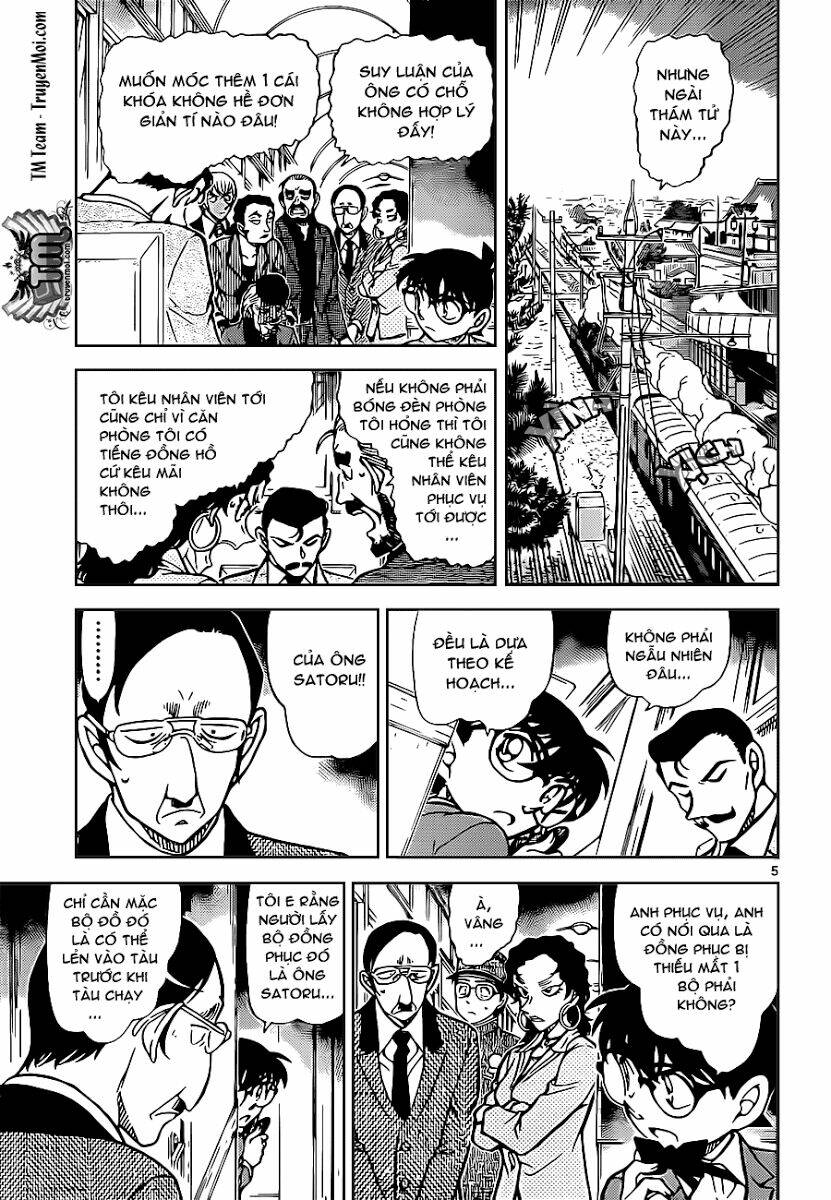 NHƯNG
NGÀI
THÁM TỬ
NÀY...
XÌNH
XỊCH
SUY LUẬN CỦA
ÔNG CÓ CHỖ
KHÔNG HỢP LÝ
ĐẤY!
MUỐN MÓC THÊM 1 CÁI
KHÓA KHÔNG HỀ ĐƠN
GIẢN TÍ NÀO ĐÂU!
TM Team - TruyenMoi.com
TM
truyenmoi.com
NẾU KHÔNG PHẢI
BÓNG ĐÈN PHÒNG
TÔI HỎNG THÌ TÔI
CŨNG KHÔNG
THỂ KÊU
NHÂN VIÊN
PHỤC VỤ
TỚI ĐƯỢC
...
TÔI KÊU NHÂN VIÊN TỚI
CŨNG CHỈ VÌ CĂN
PHÒNG TÔI CÓ
TIẾNG ĐỒNG HỒ
CỨ KÊU MÃI
KHÔNG
THÔI...
KHÔNG PHẢI
NGẪU NHIÊN
ĐÂU...
ĐỀU LÀ DỰA
THEO KẾ
HOẠCH...
CỦA ÔNG
SATORU!!
........
5
ANH PHỤC VỤ, ANH
CÓ NÓI QUA LÀ
ĐỒNG PHỤC BỊ
THIẾU MẤT 1
BỘ PHẢI
KHÔNG?
À,
VÂNG
...
TÔI E RẰNG
NGƯỜI LẤY
BỘ ĐỒNG
PHỤC ĐÓ
LÀ ÔNG
SATORU...
CHỈ CẦN MẶC
BỘ ĐỒ ĐÓ
LÀ CÓ THỂ
LẺN VÀO TÀU
TRƯỚC KHI
TÀU CHẠY
...